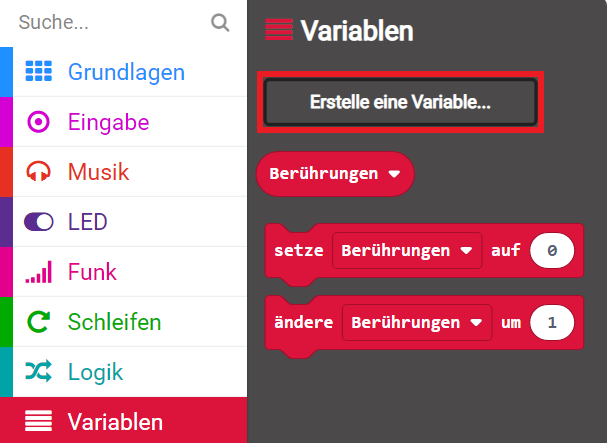 Suche...
Grundlagen
Eingabe
Musik
LED
Funk
Schleifen
Logik
Variablen
Variablen
Erstelle eine Variable...
Berührungen
setze Berührungen auf 0
ändere Berührungen um 1